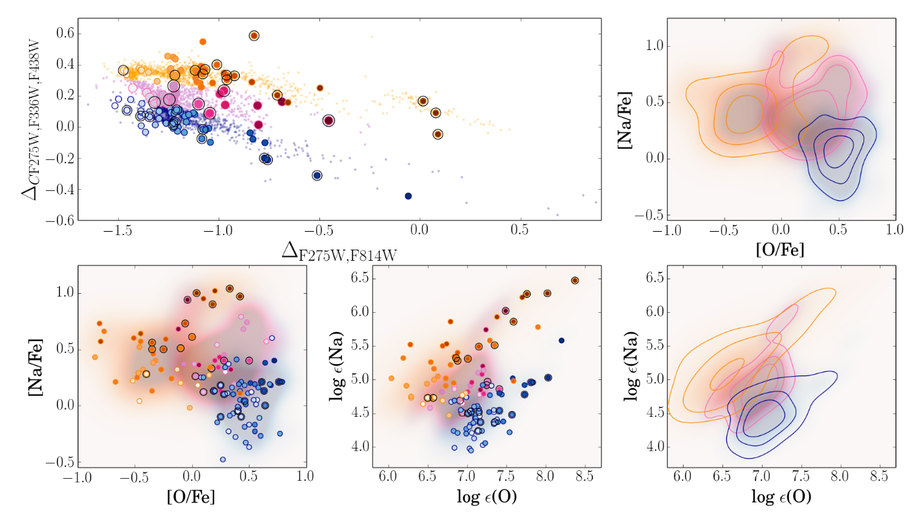 0.6
0.4
0.2
0.0
−0.2
−0.4
−0.6
−1.5 −1.0 −0.5 0.0 0.5
Δ_{CF275W,F336W,F438W}
Δ_{F275W,F814W}
1.0
0.5
0.0
−0.5
−1.0 −0.5 0.0 0.5 1.0
[Na/Fe]
[O/Fe]
1.0
0.5
0.0
−0.5
−1.0 −0.5 0.0 0.5 1.0
[Na/Fe]
[O/Fe]
6.5
6.0
5.5
5.0
4.5
4.0
6.0 6.5 7.0 7.5 8.0 8.5
log ϵ(Na)
log ϵ(O)
6.5
6.0
5.5
5.0
4.5
4.0
6.0 6.5 7.0 7.5 8.0 8.5
log ϵ(Na)
log ϵ(O)